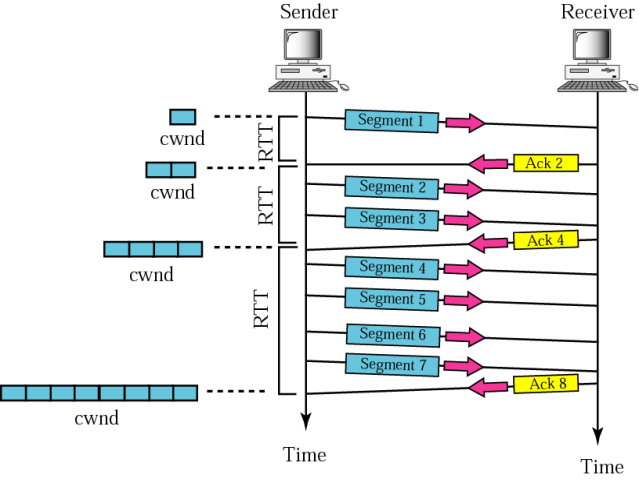 Sender
Receiver
cwnd
RTT
Segment 1
Ack 2
cwnd
RTT
Segment 2
Segment 3
Ack 4
cwnd
RTT
Segment 4
Segment 5
Segment 6
Segment 7
Ack 8
cwnd
Time
Time